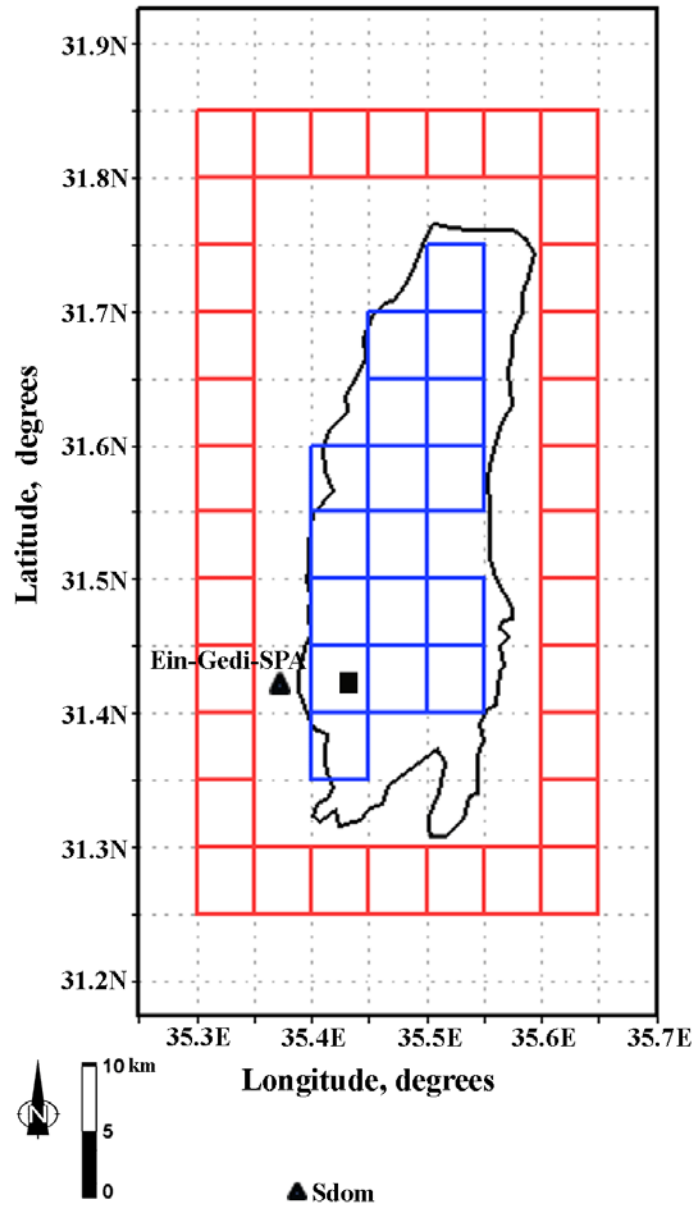 31.9N
31.8N
31.7N
31.6N
31.5N
31.4N
31.3N
31.2N
Latitude, degrees
Ein-Gedi-SPA
35.3E 35.4E 35.5E 35.6E 35.7E
Longitude, degrees
N
10 km
5
0
Sdom